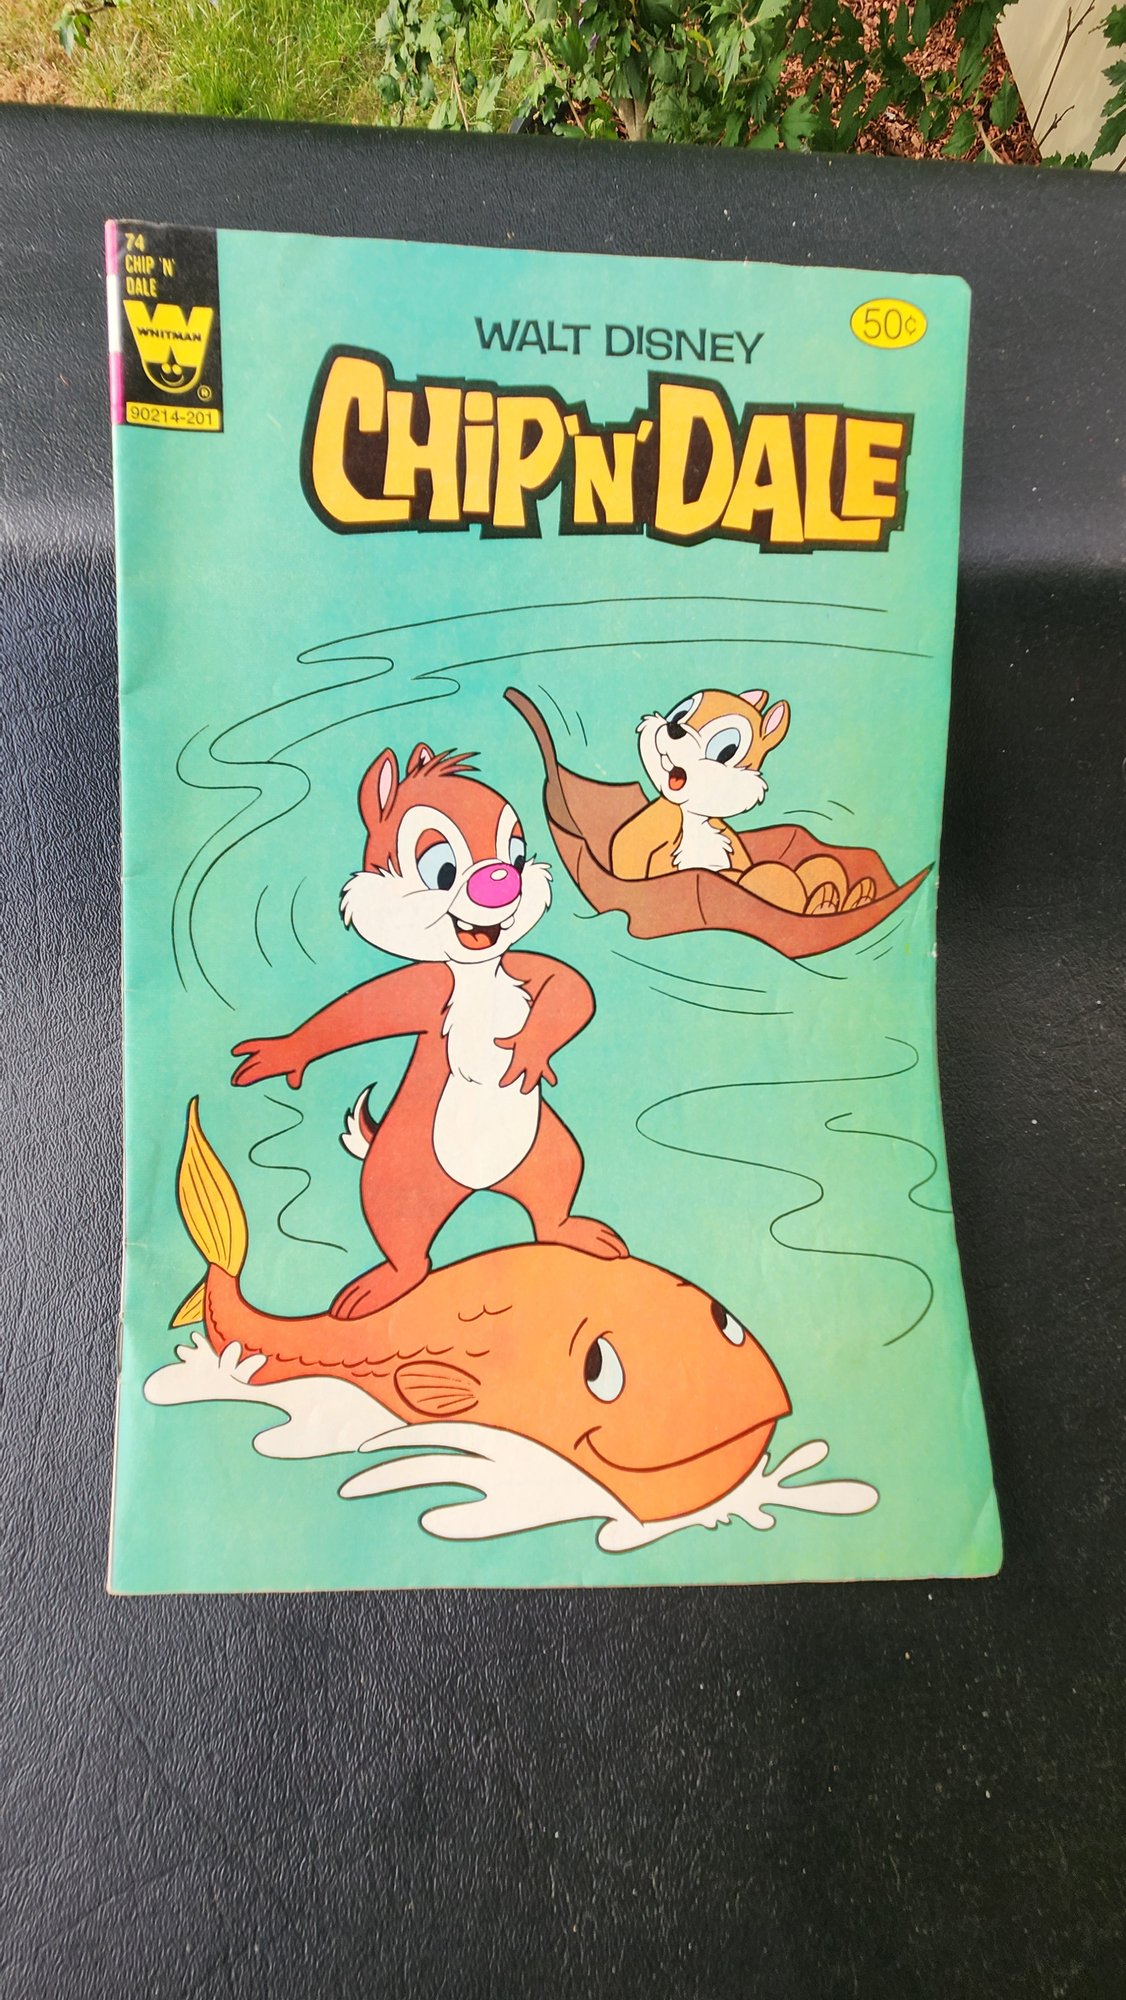 74
CHIP 'N'
DALE
WHITMAN
®
90214-201
WALT DISNEY
50¢
CHIP 'N' DALE